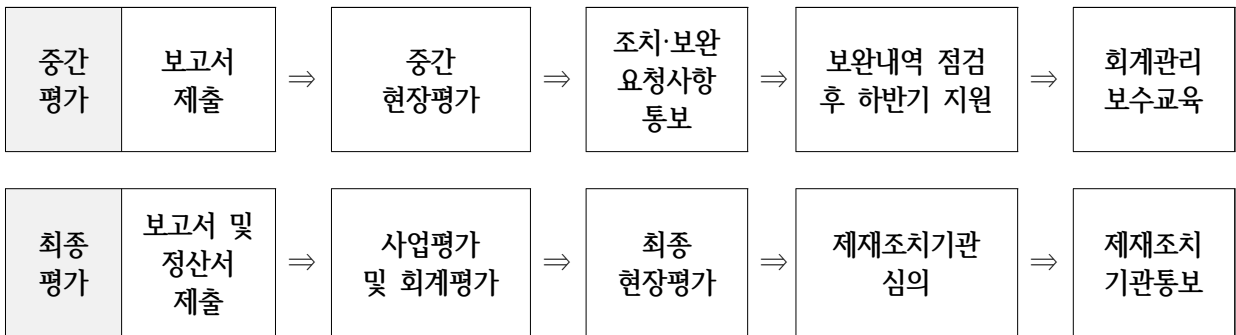 중간
평가
보고서
제출
⇒
중간
현장평가
⇒
조치·보완
요청사항
통보
⇒
보완내역 점검
후 하반기 지원
⇒
회계관리
보수교육
최종
평가
보고서 및
정산서
제출
⇒
사업평가
및 회계평가
⇒
최종
현장평가
⇒
제재조치기관
심의
⇒
제재조치
기관통보